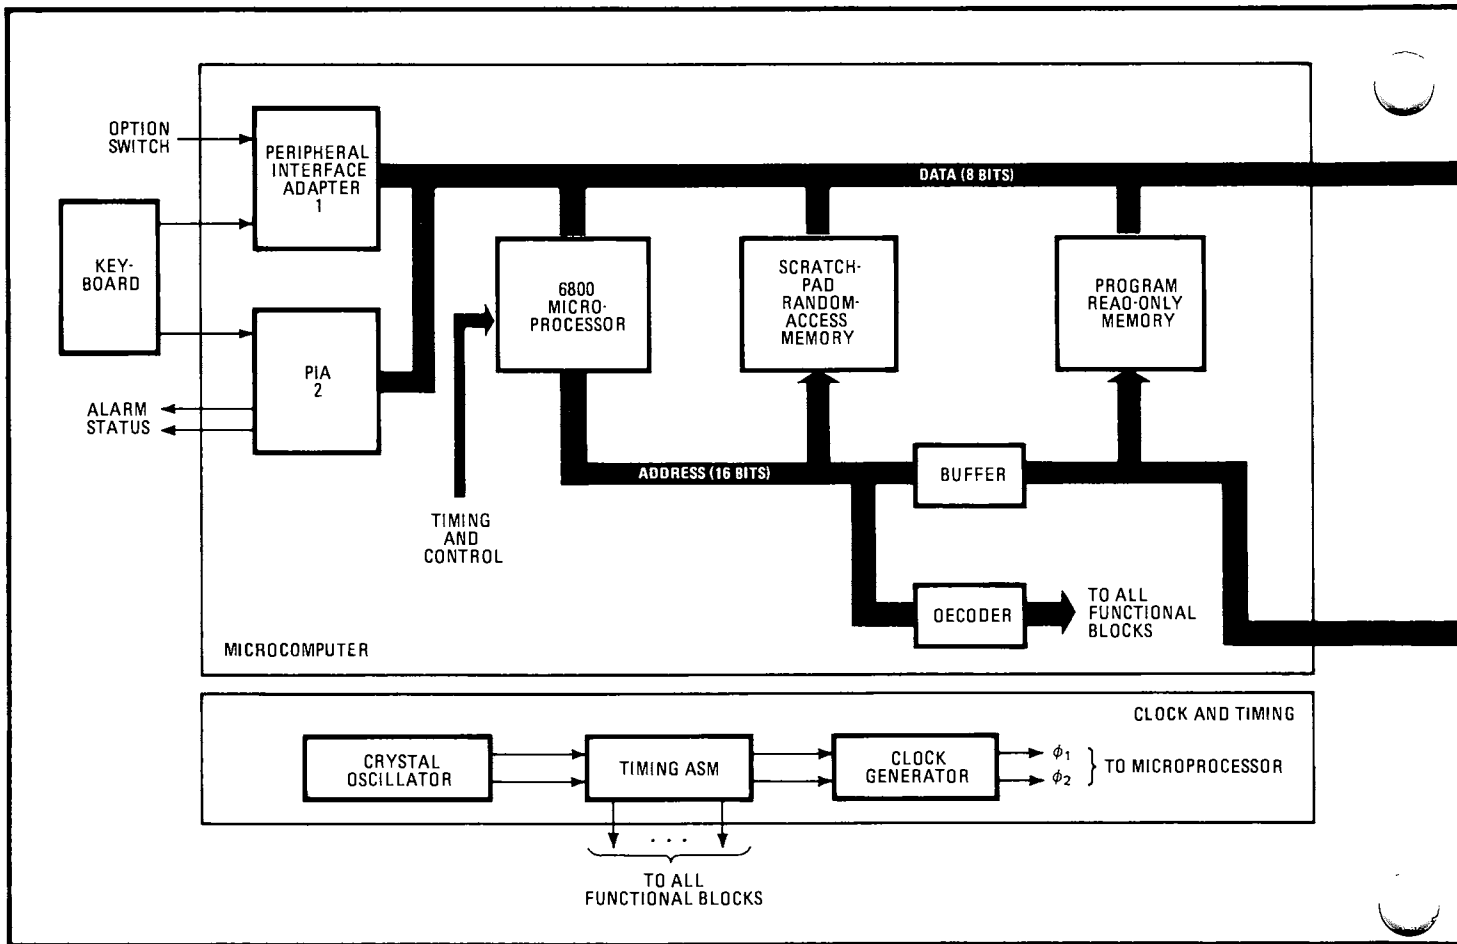 OPTION
SWITCH
PERIPHERAL
INTERFACE
ADAPTER
1
DATA (8 BITS)
KEY-
BOARD
6800
MICRO-
PROCESSOR
SCRATCH-
PAD
RANDOM-
ACCESS
MEMORY
PROGRAM
READ-ONLY
MEMORY
PIA
2
ALARM
STATUS
ADDRESS (16 BITS)
BUFFER
TIMING
AND
CONTROL
DECODER
TO ALL
FUNCTIONAL
BLOCKS
MICROCOMPUTER
CLOCK AND TIMING
CRYSTAL
OSCILLATOR
TIMING ASM
CLOCK
GENERATOR
ϕ1
ϕ2
TO MICROPROCESSOR
. . .
TO ALL
FUNCTIONAL BLOCKS